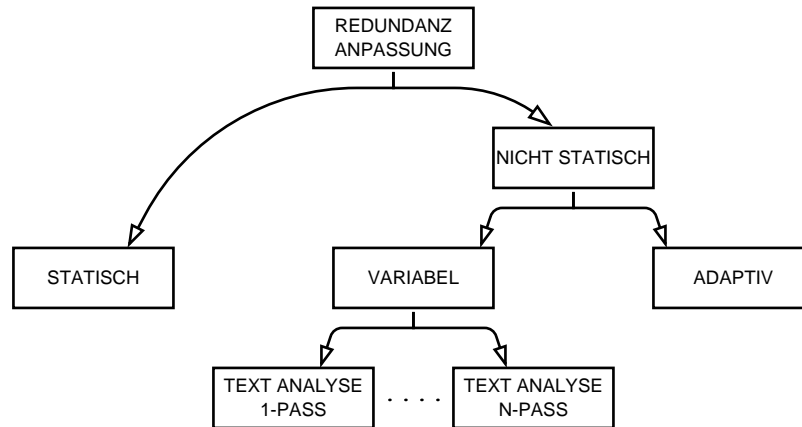 REDUNDANZ
ANPASSUNG
NICHT STATISCH
STATISCH
VARIABEL
ADAPTIV
TEXT ANALYSE
1-PASS
. . . .
TEXT ANALYSE
N-PASS